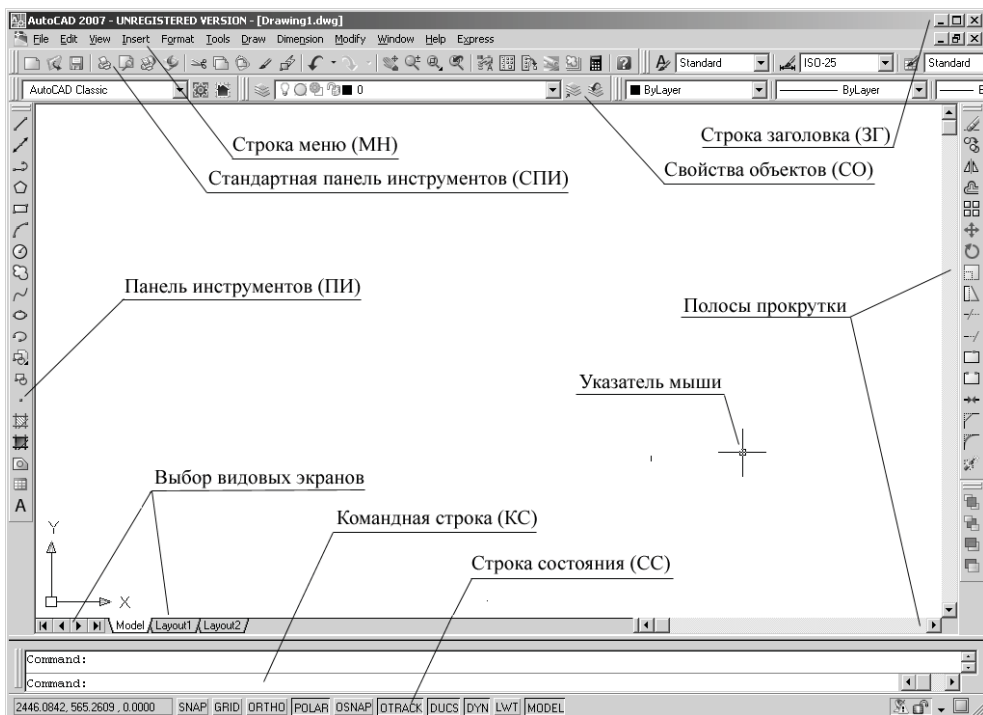 AutoCAD 2007 - UNREGISTERED VERSION - [Drawing1.dwg]
File Edit View Insert Format Tools Draw Dimension Modify Window Help Express
Standard ISO-25 Standard
AutoCAD Classic 0 ByLayer ByLayer
Строка меню (МН)
Строка заголовка (ЗГ)
Стандартная панель инструментов (СПИ)
Свойства объектов (СО)
Панель инструментов (ПИ)
Полосы прокрутки
Указатель мыши
Выбор видовых экранов
A
Командная строка (КС)
Y
Строка состояния (СС)
X
Model Layout1 Layout2
Command:
Command:
2446.0842, 565.2609 , 0.0000 SNAP GRID ORTHO POLAR OSNAP OTRACK DUCS DYN LWT MODEL